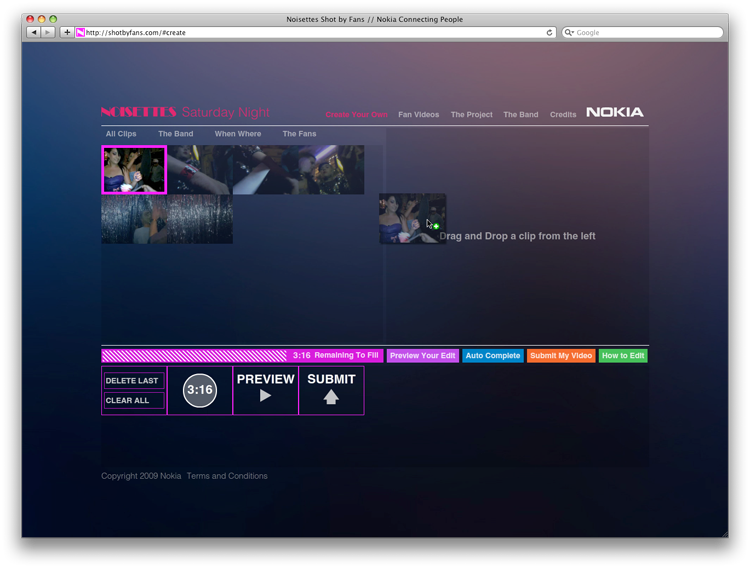 Noisettes Shot by Fans // Nokia Connecting People
http://shotbyfans.com/#create
Google
NOISETTES Saturday Night
Create Your Own Fan Videos The Project The Band Credits NOKIA
All Clips The Band When Where The Fans
Drag and Drop a clip from the left
3:16 Remaining To Fill Preview Your Edit Auto Complete Submit My Video How to Edit
DELETE LAST
CLEAR ALL
3:16
PREVIEW
SUBMIT
Copyright 2009 Nokia Terms and Conditions